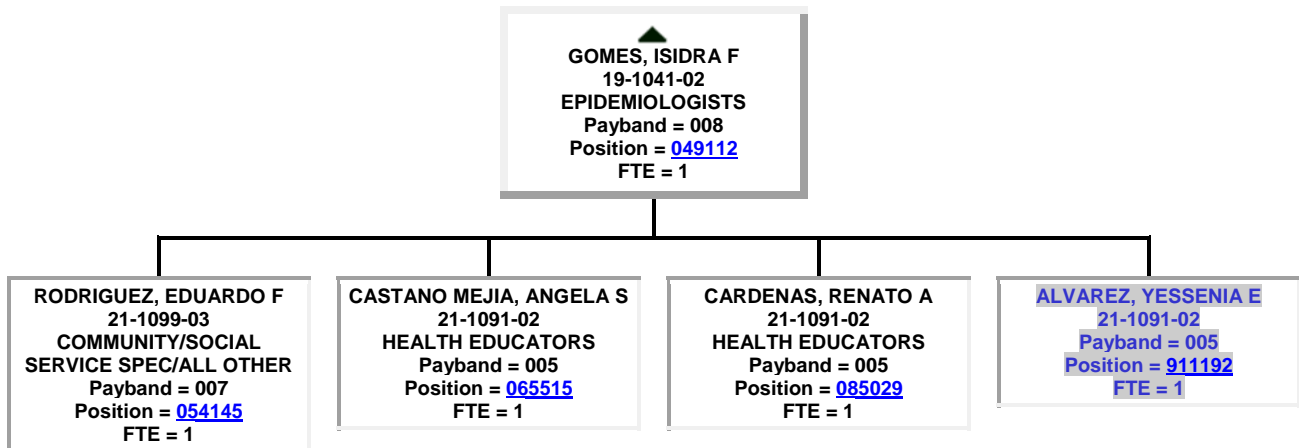 GOMES, ISIDRA F
19-1041-02
EPIDEMIOLOGISTS
Payband = 008
Position = 049112
FTE = 1
RODRIGUEZ, EDUARDO F
21-1099-03
COMMUNITY/SOCIAL
SERVICE SPEC/ALL OTHER
Payband = 007
Position = 054145
FTE = 1
CASTANO MEJIA, ANGELA S
21-1091-02
HEALTH EDUCATORS
Payband = 005
Position = 065515
FTE = 1
CARDENAS, RENATO A
21-1091-02
HEALTH EDUCATORS
Payband = 005
Position = 085029
FTE = 1
ALVAREZ, YESSENIA E
21-1091-02
Payband = 005
Position = 911192
FTE = 1